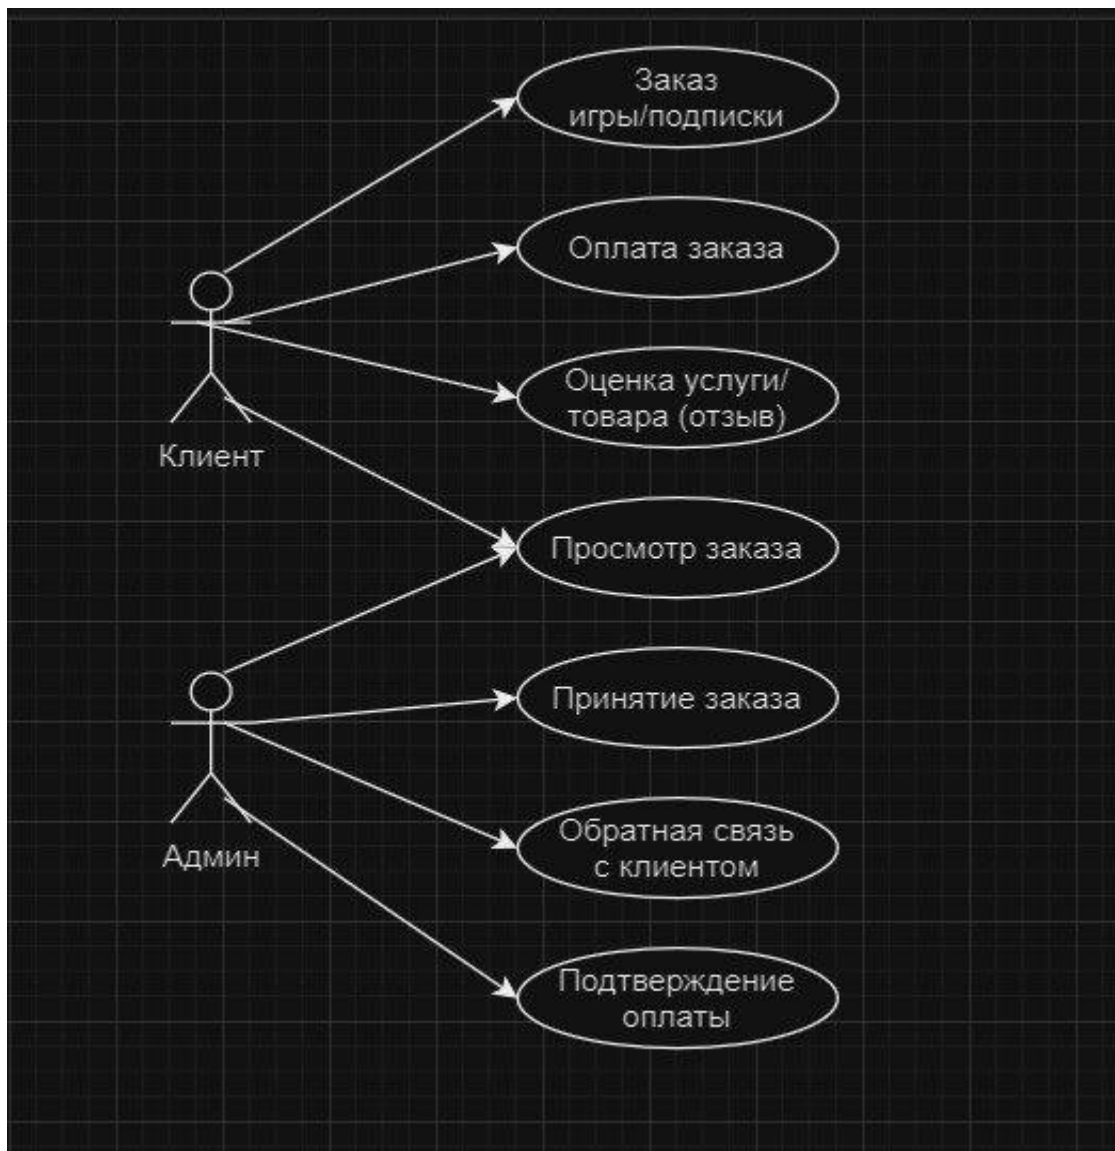 Заказ
игры/подписки
Оплата заказа
Оценка услуги/
товара (отзыв)
Клиент
Просмотр заказа
Принятие заказа
Обратная связь
с клиентом
Админ
Подтверждение
оплаты